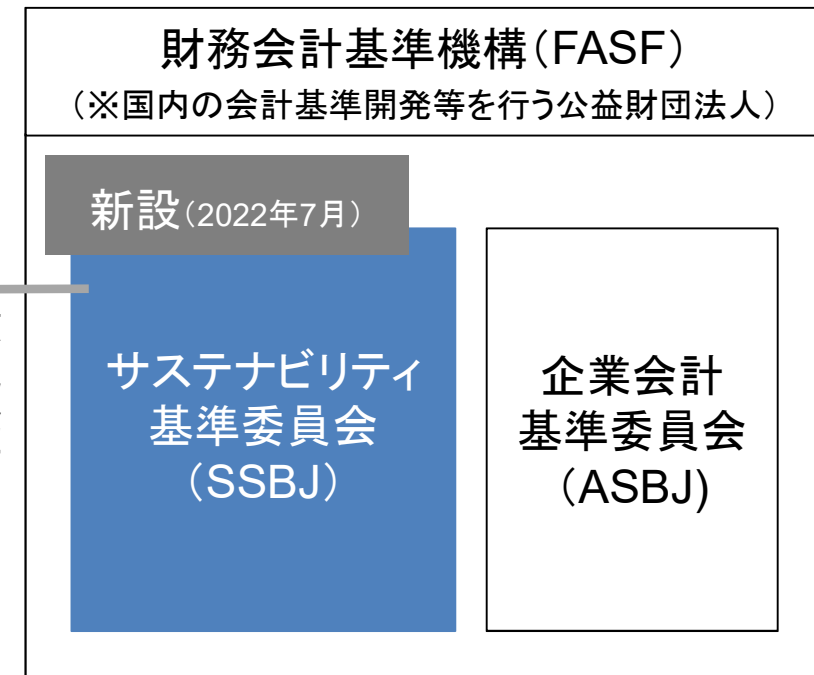 財務会計基準機構（FASF）
（※国内の会計基準開発等を行う公益財団法人）
新設（2022年7月）
サステナビリティ
基準委員会
（SSBJ）
企業会計
基準委員会
（ASBJ)